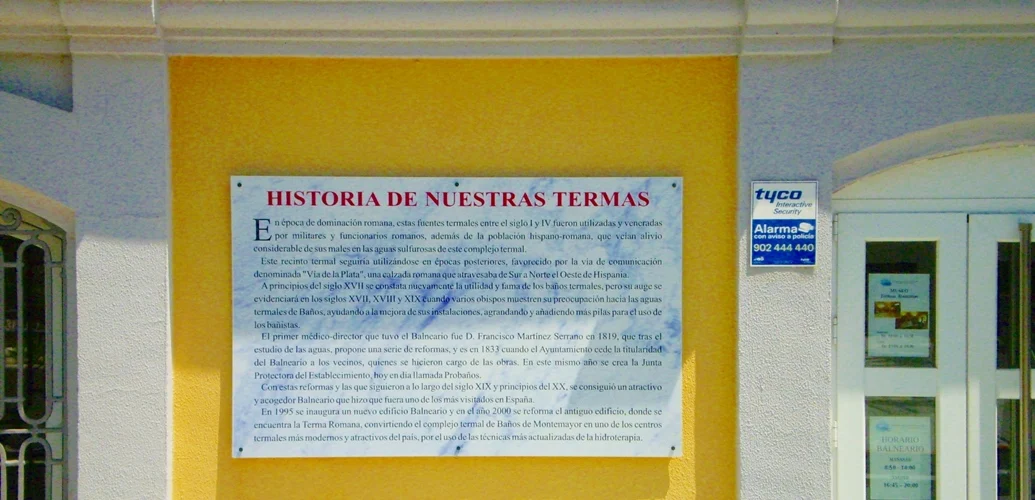 HISTORIA DE NUESTRAS TERMAS
En época de dominación romana, estas fuentes termales entre el siglo I y IV fueron utilizadas y veneradas
por militares y funcionarios romanos, además de la población hispano-romana, que veían alivio
considerable de sus males en las aguas sulfurosas de este complejo termal.
Este recinto termal seguiría utilizándose en épocas posteriores, favorecido por la vía de comunicación
denominada "Vía de la Plata", una calzada romana que atravesaba de Sur a Norte el Oeste de Hispania.
A principios del siglo XVII se constata nuevamente la utilidad y fama de los baños termales, pero su auge se
evidenciará en los siglos XVII, XVIII y XIX cuando varios obispos muestren su preocupación hacia las aguas
termales de Baños, ayudando a la mejora de sus instalaciones, agrandando y añadiendo más pilas para el uso de
los bañistas.
El primer médico-director que tuvo el Balneario fue D. Francisco Martínez Serrano en 1819, que tras el
estudio de las aguas, propone una serie de reformas, y es en 1833 cuando el Ayuntamiento cede la titularidad
del Balneario a los vecinos, quienes se hicieron cargo de las obras. En este mismo año se crea la Junta
Protectora del Establecimiento, hoy en día llamada Probaños.
Con estas reformas y las que siguieron a lo largo del siglo XIX y principios del XX, se consiguió un atractivo
y acogedor Balneario que hizo que fuera uno de los más visitados en España.
En 1995 se inaugura un nuevo edificio Balneario y en el año 2000 se reforma el antiguo edificio, donde se
encuentra la Terma Romana, convirtiendo el complejo termal de Baños de Montemayor en uno de los centros
termales más modernos y atractivos del país, por el uso de las técnicas más actualizadas de la hidroterapia.
tyco
Interactive
Security
Alarma
con aviso a policía
902 444 440
HORARIO
BALNEARIO